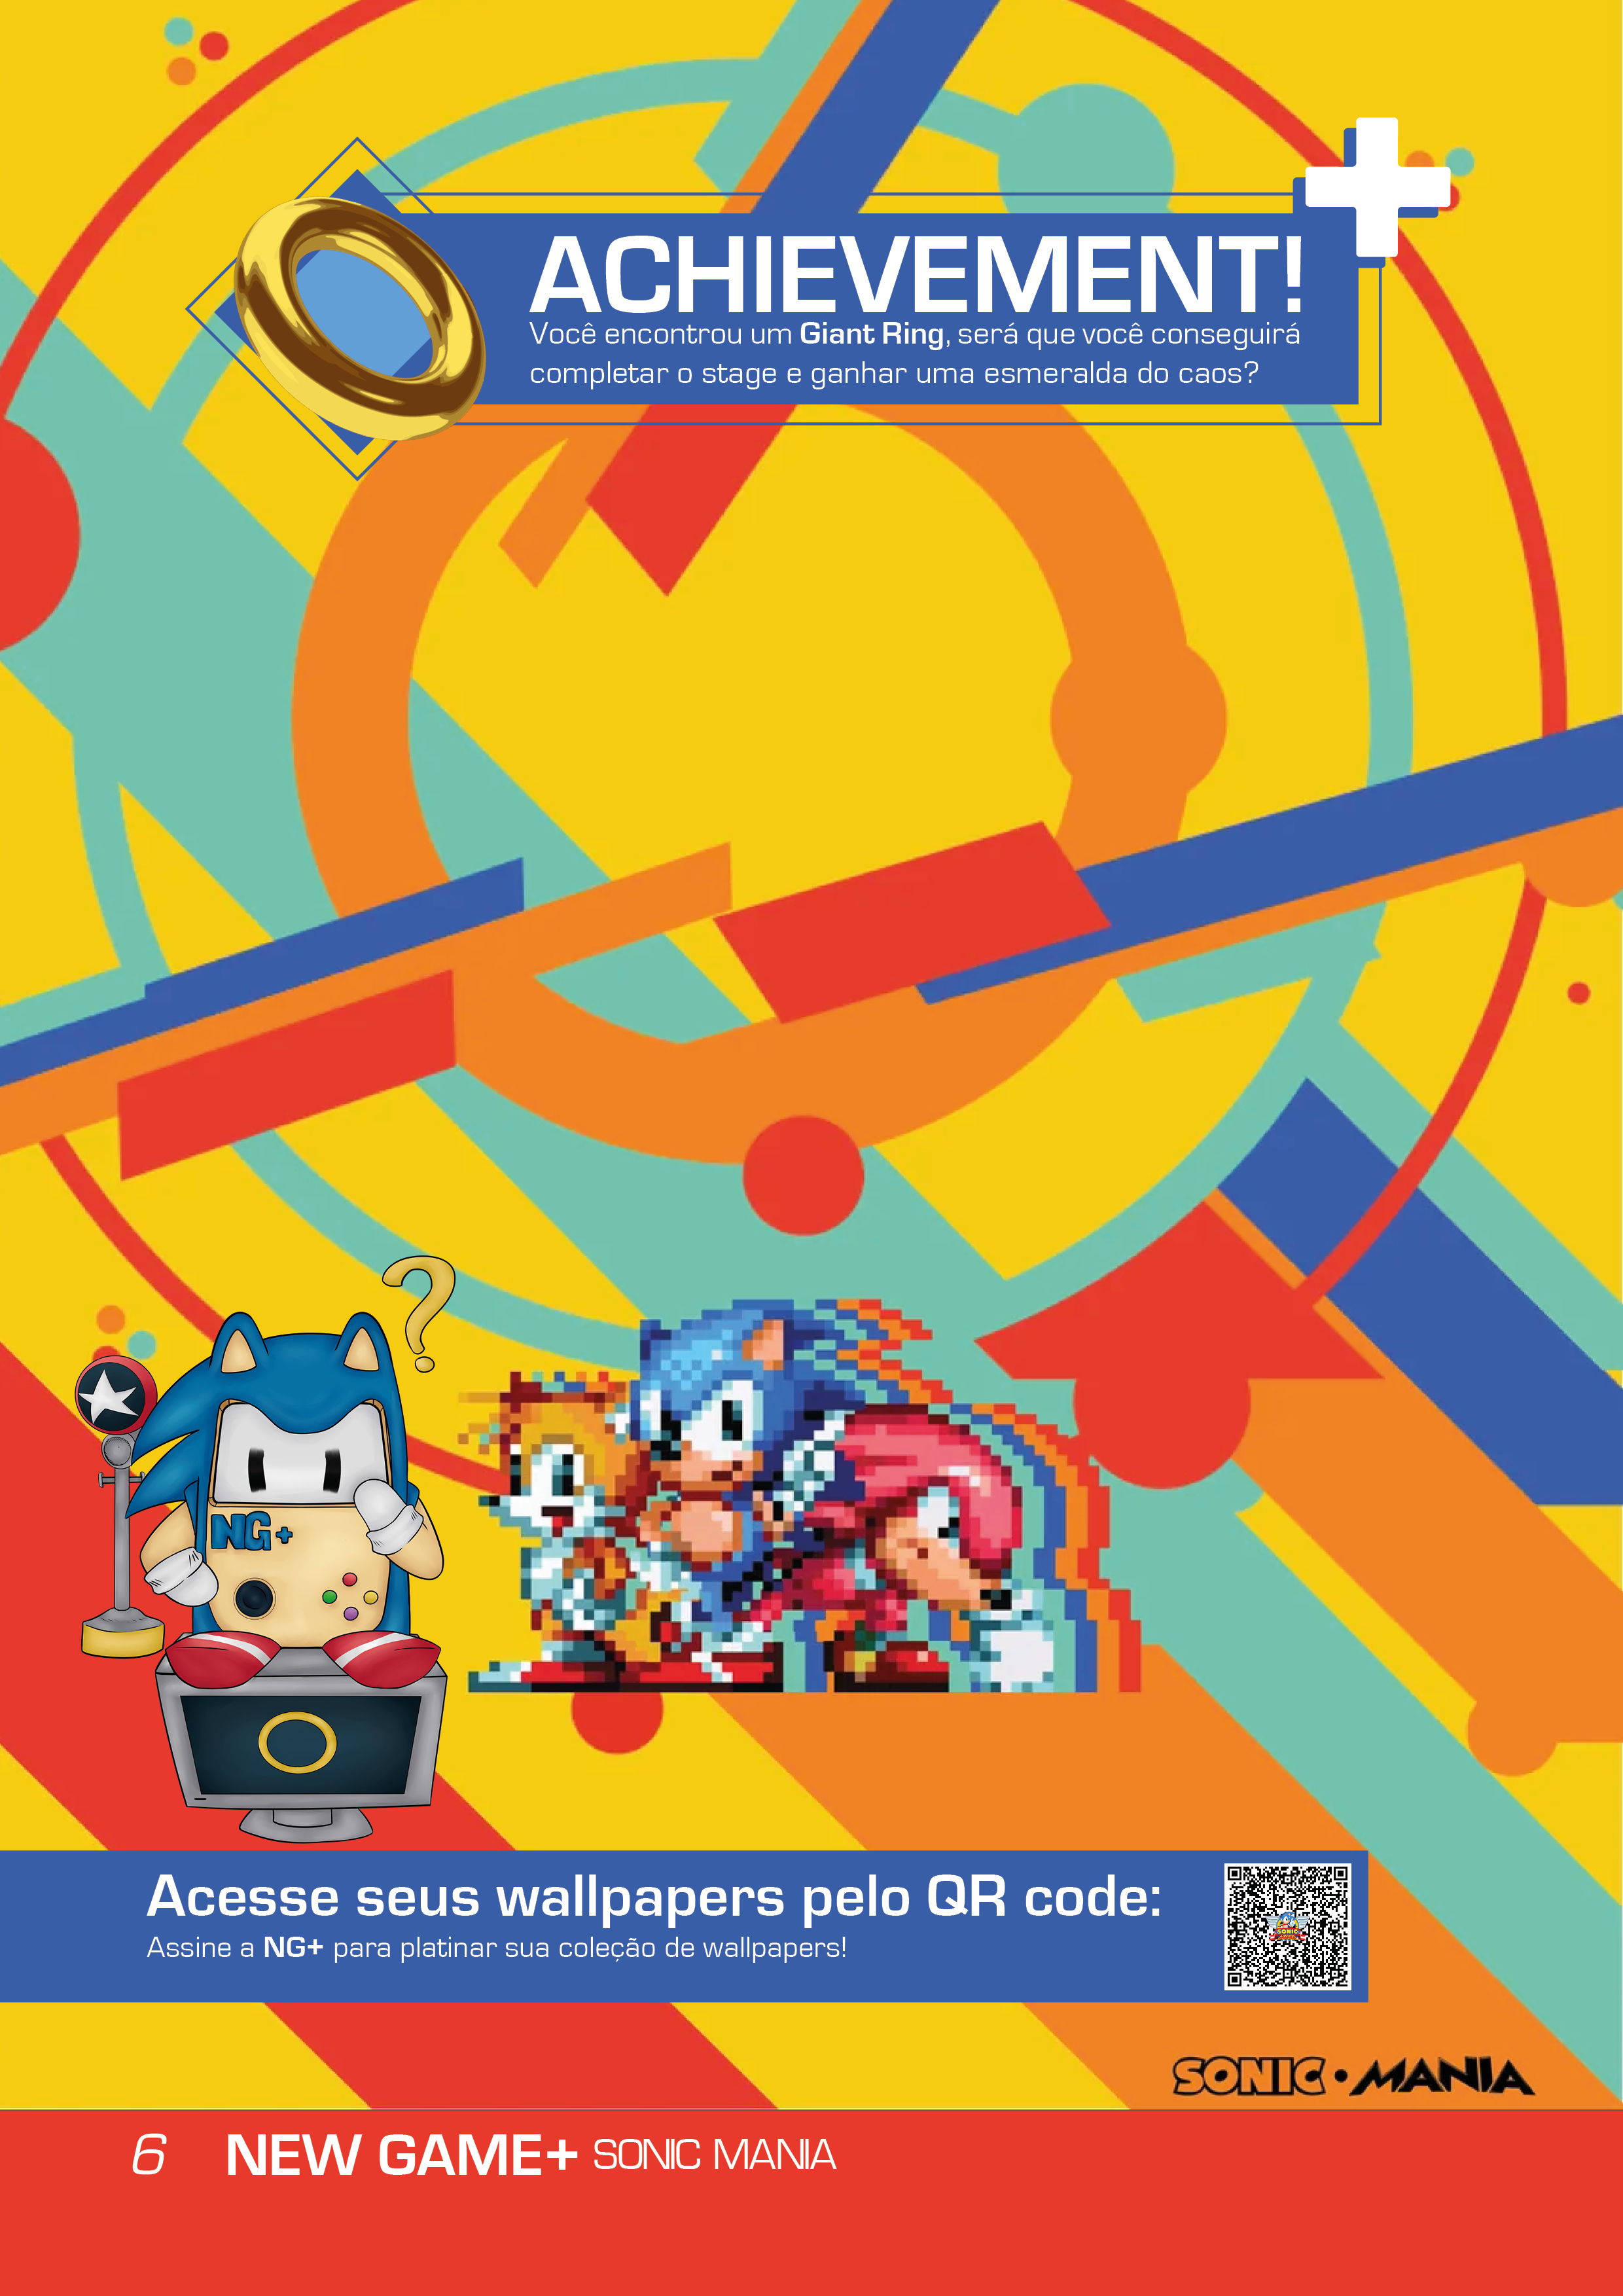 ACHIEVEMENT!
Você encontrou um Giant Ring, será que você conseguirá
completar o stage e ganhar uma esmeralda do caos?
NG+
Acesse seus wallpapers pelo QR code:
Assine a NG+ para platinar sua coleção de wallpapers!
SONIC
SONIC•MANIA
6 NEW GAME+ SONIC MANIA